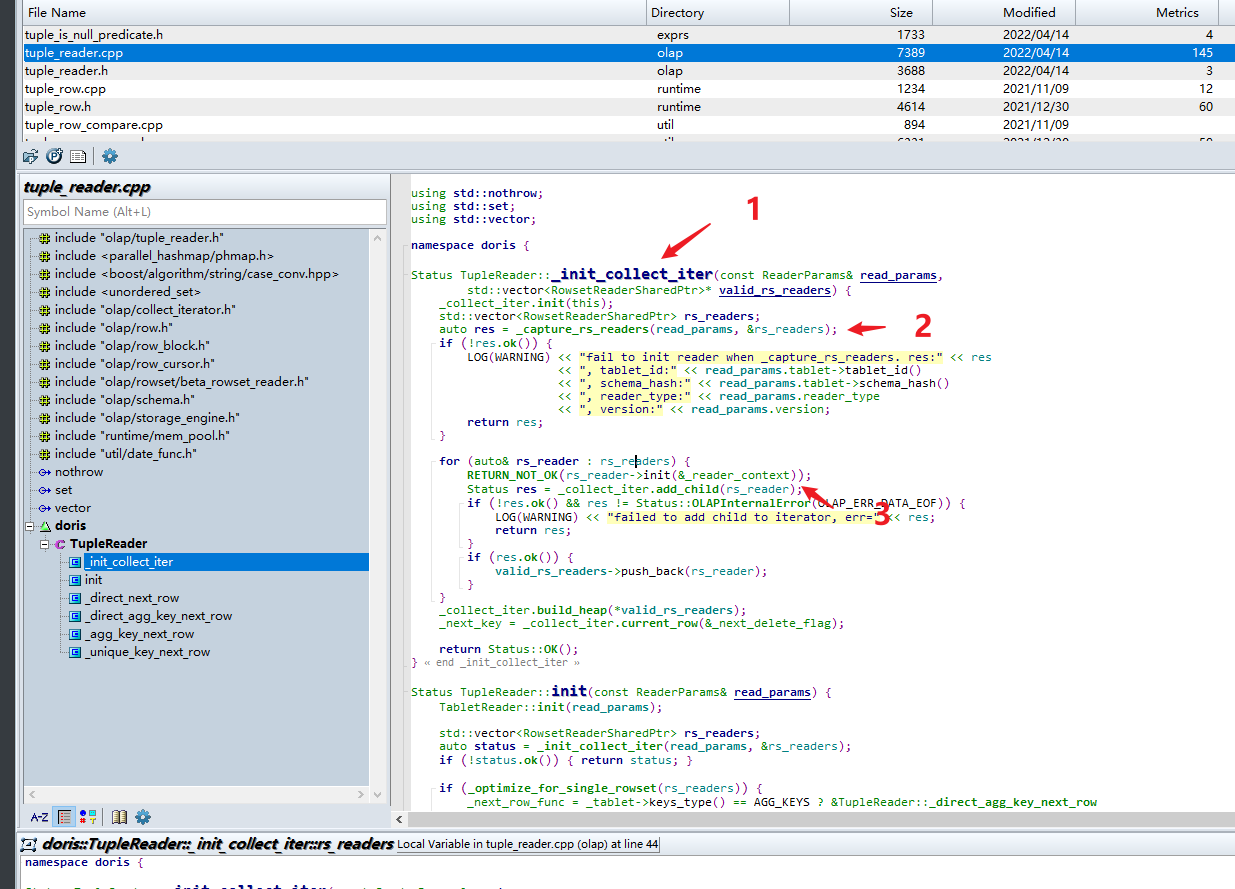 File Name Directory Size Modified Metrics
tuple_is_null_predicate.h exprs 1733 2022/04/14 4
tuple_reader.cpp olap 7389 2022/04/14 145
tuple_reader.h olap 3688 2022/04/14 3
tuple_row.cpp runtime 1234 2021/11/09 12
tuple_row.h runtime 4614 2021/12/30 60
tuple_row_compare.cpp util 894 2021/11/09
tuple_reader.cpp
Symbol Name (Alt+L)
include "olap/tuple_reader.h"
include <parallel_hashmap/phmap.h>
include <boost/algorithm/string/case_conv.hpp>
include <unordered_set>
include "olap/collect_iterator.h"
include "olap/row.h"
include "olap/row_block.h"
include "olap/row_cursor.h"
include "olap/rowset/beta_rowset_reader.h"
include "olap/schema.h"
include "olap/storage_engine.h"
include "runtime/mem_pool.h"
include "util/date_func.h"
nothrow
set
vector
doris
TupleReader
_init_collect_iter
init
_direct_next_row
_direct_agg_key_next_row
_agg_key_next_row
_unique_key_next_row
A-Z
using std::nothrow;
using std::set;
using std::vector;
1
namespace doris {
Status TupleReader::_init_collect_iter(const ReaderParams& read_params,
std::vector<RowsetReaderSharedPtr>* valid_rs_readers) {
_collect_iter.init(this);
std::vector<RowsetReaderSharedPtr> rs_readers;
auto res = _capture_rs_readers(read_params, &rs_readers);
2
if (!res.ok()) {
LOG(WARNING) << "fail to init reader when _capture_rs_readers. res:" << res
<< ", tablet_id:" << read_params.tablet->tablet_id()
<< ", schema_hash:" << read_params.tablet->schema_hash()
<< ", reader_type:" << read_params.reader_type
<< ", version:" << read_params.version;
return res;
}
for (auto& rs_reader : rs_readers) {
RETURN_NOT_OK(rs_reader->init(&_reader_context));
Status res = _collect_iter.add_child(rs_reader);
if (!res.ok() && res != Status::OLAPInternalError(OLAP_ERR_DATA_EOF)) {
3
LOG(WARNING) << "failed to add child to iterator, err=" << res;
return res;
}
if (res.ok()) {
valid_rs_readers->push_back(rs_reader);
}
}
_collect_iter.build_heap(*valid_rs_readers);
_next_key = _collect_iter.current_row(&_next_delete_flag);
return Status::OK();
} « end _init_collect_iter »
Status TupleReader::init(const ReaderParams& read_params) {
TabletReader::init(read_params);
std::vector<RowsetReaderSharedPtr> rs_readers;
auto status = _init_collect_iter(read_params, &rs_readers);
if (!status.ok()) { return status; }
if (_optimize_for_single_rowset(rs_readers)) {
_next_row_func = _tablet->keys_type() == AGG_KEYS ? &TupleReader::_direct_agg_key_next_row
doris::TupleReader::_init_collect_iter::rs_readers Local Variable in tuple_reader.cpp (olap) at line 44
namespace doris {